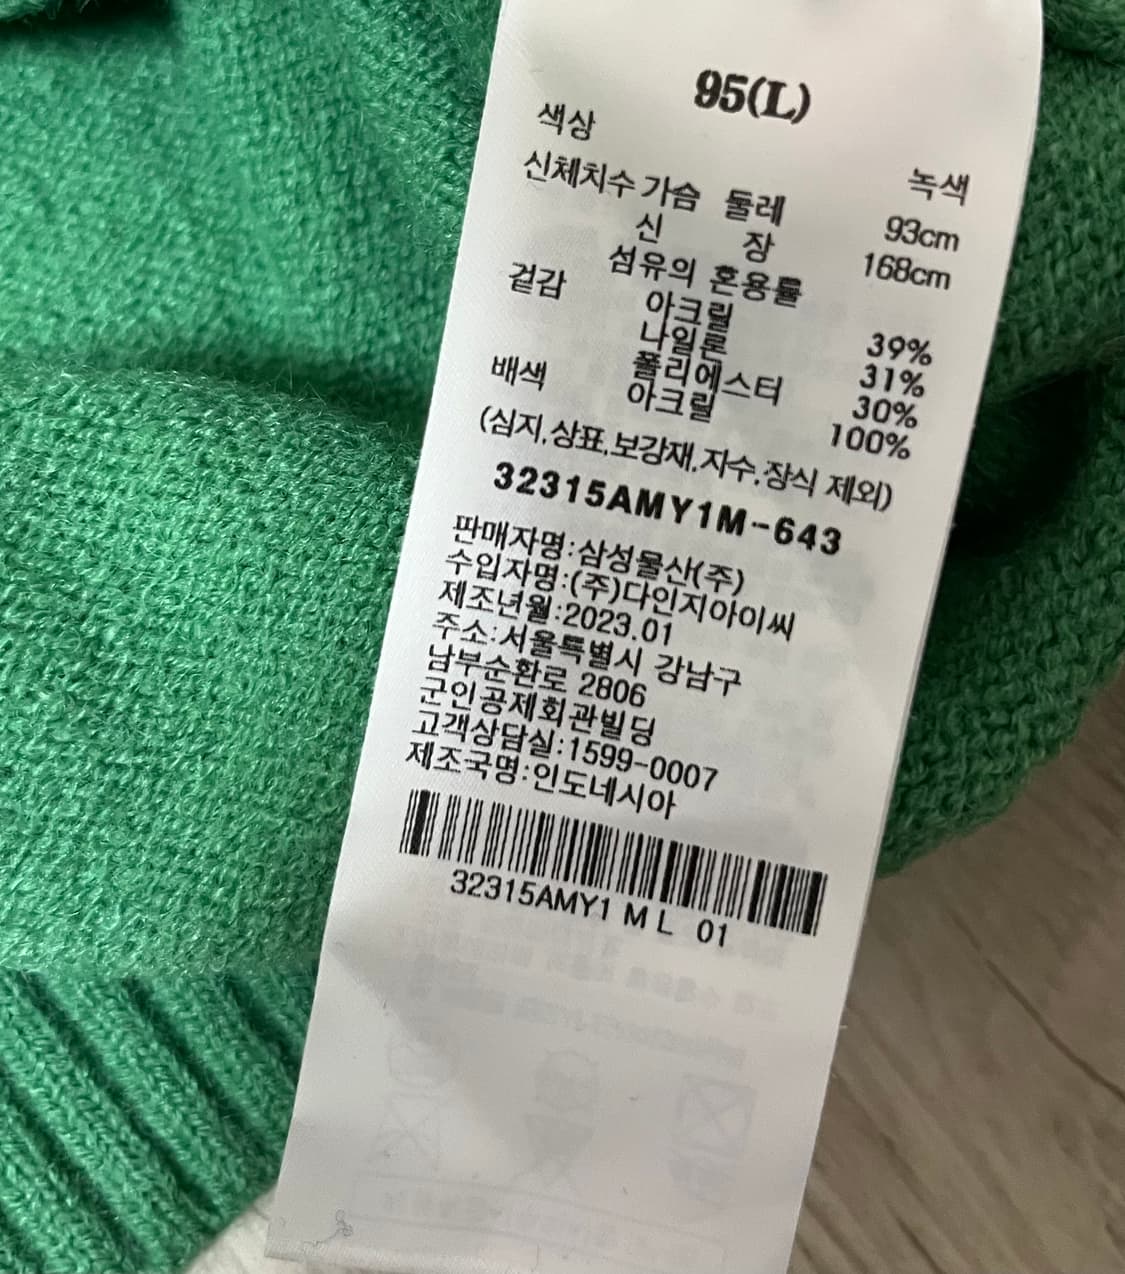 95(L)
색상 녹색
신체치수 가슴 둘레 93cm
신 장 168cm
섬유의 혼용률
겉감 아크릴 39%
나일론 31%
폴리에스터 30%
배색 아크릴 100%
(심지,상표,보강재,자수,장식 제외)
32315AMY1M-643
판매자명:삼성물산(주)
수입자명:(주)다인지아이씨
제조년월:2023.01
주소:서울특별시 강남구
남부순환로 2806
군인공제회관빌딩
고객상담실:1599-0007
제조국명:인도네시아
32315AMY1 M L 01